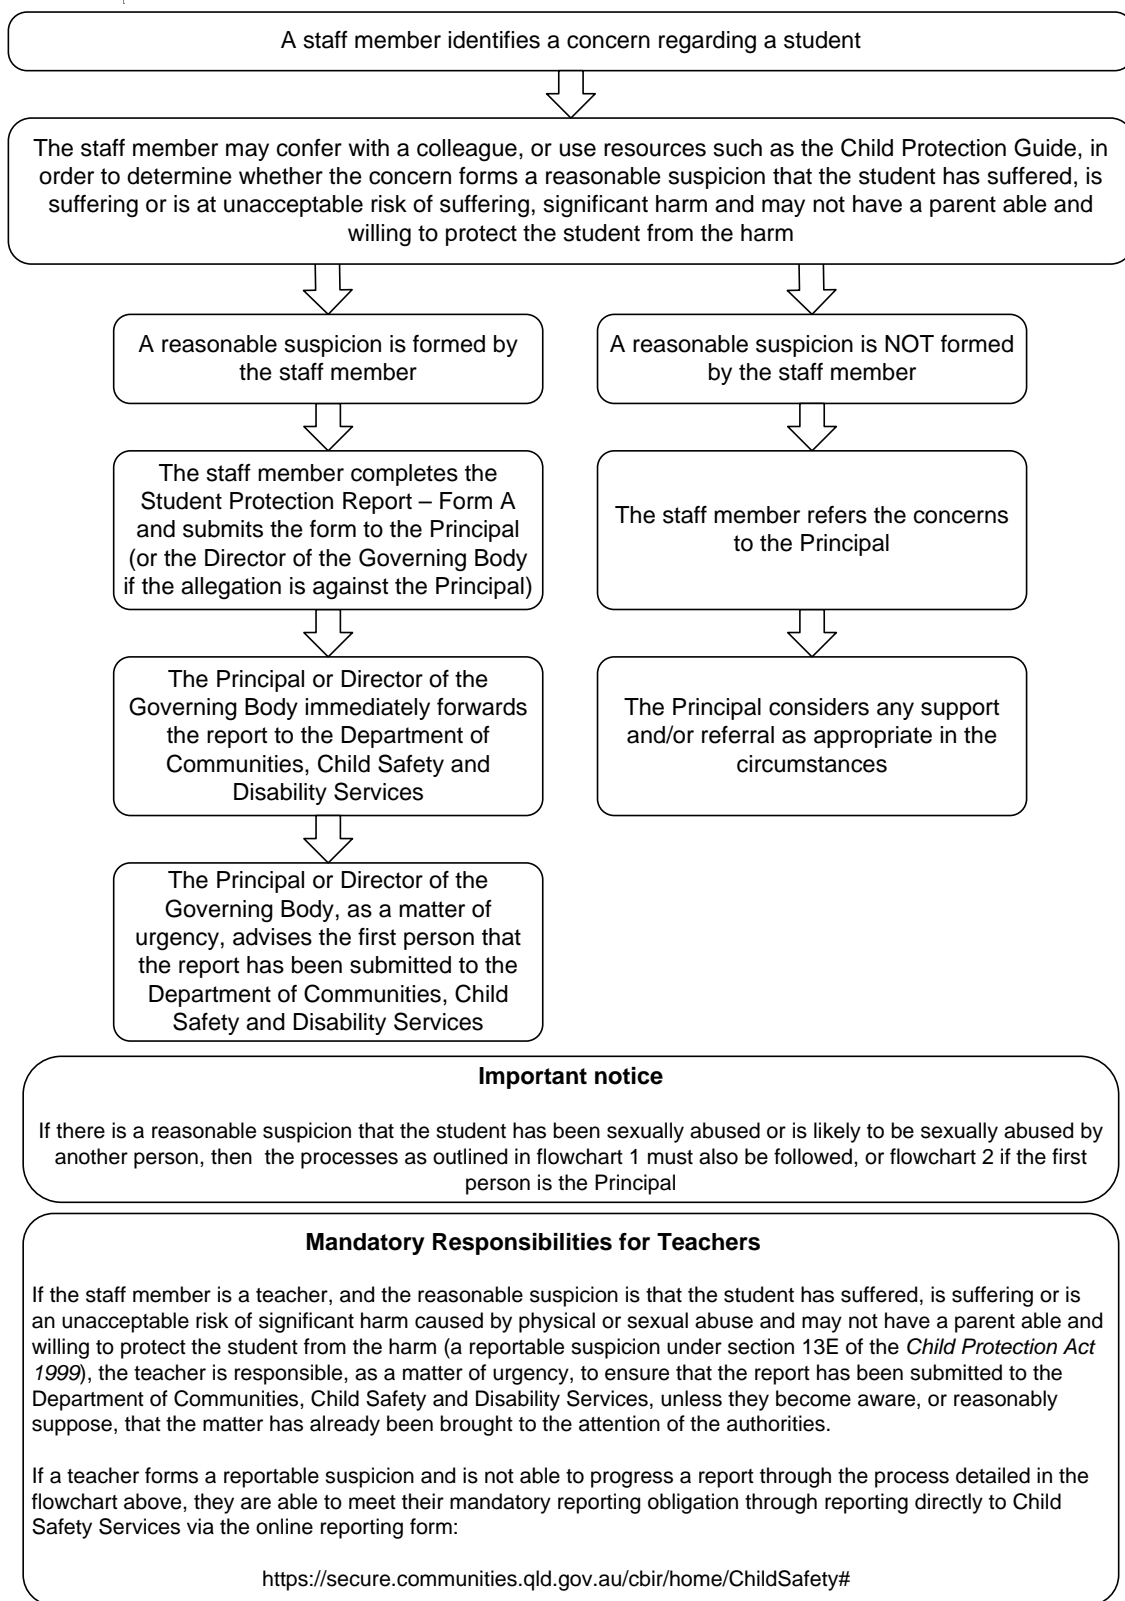 A staff member identifies a concern regarding a student
The staff member may confer with a colleague, or use resources such as the Child Protection Guide, in
order to determine whether the concern forms a reasonable suspicion that the student has suffered, is
suffering or is at unacceptable risk of suffering, significant harm and may not have a parent able and
willing to protect the student from the harm
A reasonable suspicion is formed by
the staff member
The staff member completes the
Student Protection Report – Form A
and submits the form to the Principal
(or the Director of the Governing Body
if the allegation is against the Principal)
The Principal or Director of the
Governing Body immediately forwards
the report to the Department of
Communities, Child Safety and
Disability Services
The Principal or Director of the
Governing Body, as a matter of
urgency, advises the first person that
the report has been submitted to the
Department of Communities, Child
Safety and Disability Services
A reasonable suspicion is NOT formed
by the staff member
The staff member refers the concerns
to the Principal
The Principal considers any support
and/or referral as appropriate in the
circumstances
Important notice
If there is a reasonable suspicion that the student has been sexually abused or is likely to be sexually abused by
another person, then the processes as outlined in flowchart 1 must also be followed, or flowchart 2 if the first
person is the Principal
Mandatory Responsibilities for Teachers
If the staff member is a teacher, and the reasonable suspicion is that the student has suffered, is suffering or is
an unacceptable risk of significant harm caused by physical or sexual abuse and may not have a parent able and
willing to protect the student from the harm (a reportable suspicion under section 13E of the Child Protection Act
1999), the teacher is responsible, as a matter of urgency, to ensure that the report has been submitted to the
Department of Communities, Child Safety and Disability Services, unless they become aware, or reasonably
suppose, that the matter has already been brought to the attention of the authorities.
If a teacher forms a reportable suspicion and is not able to progress a report through the process detailed in the
flowchart above, they are able to meet their mandatory reporting obligation through reporting directly to Child
Safety Services via the online reporting form:
https://secure.communities.qld.gov.au/cbir/home/ChildSafety#